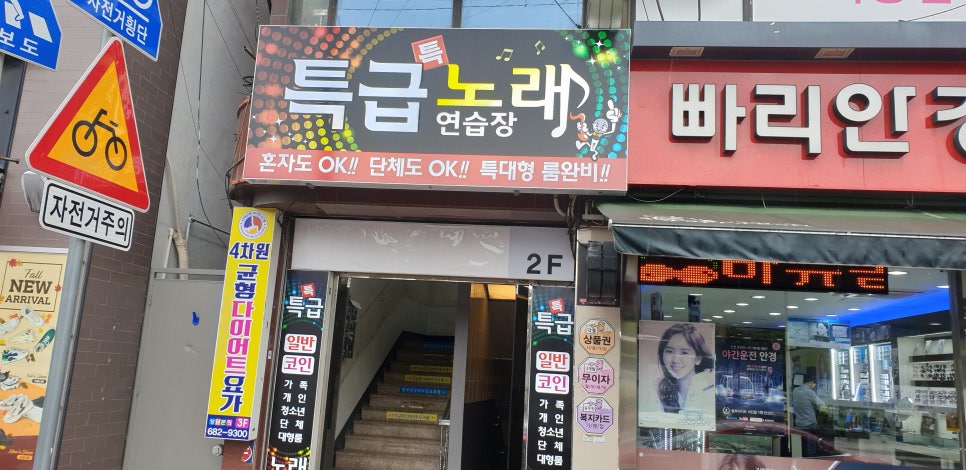 보도
자전거횡단
자전거주의
Fall
NEW
ARRIVAL
특급
특
노래
연습장
혼자도 OK!! 단체도 OK!! 특대형 룸완비!!
빠리안경
2F
4차원 균형다이어트요가
3F
682-9300
특
특급
일반
코인
가족
개인
청소년
단체
대형룸
노래
특
특급
일반
코인
가족
개인
청소년
단체
대형룸
상품권
무이자
복지카드
야간운전 안경